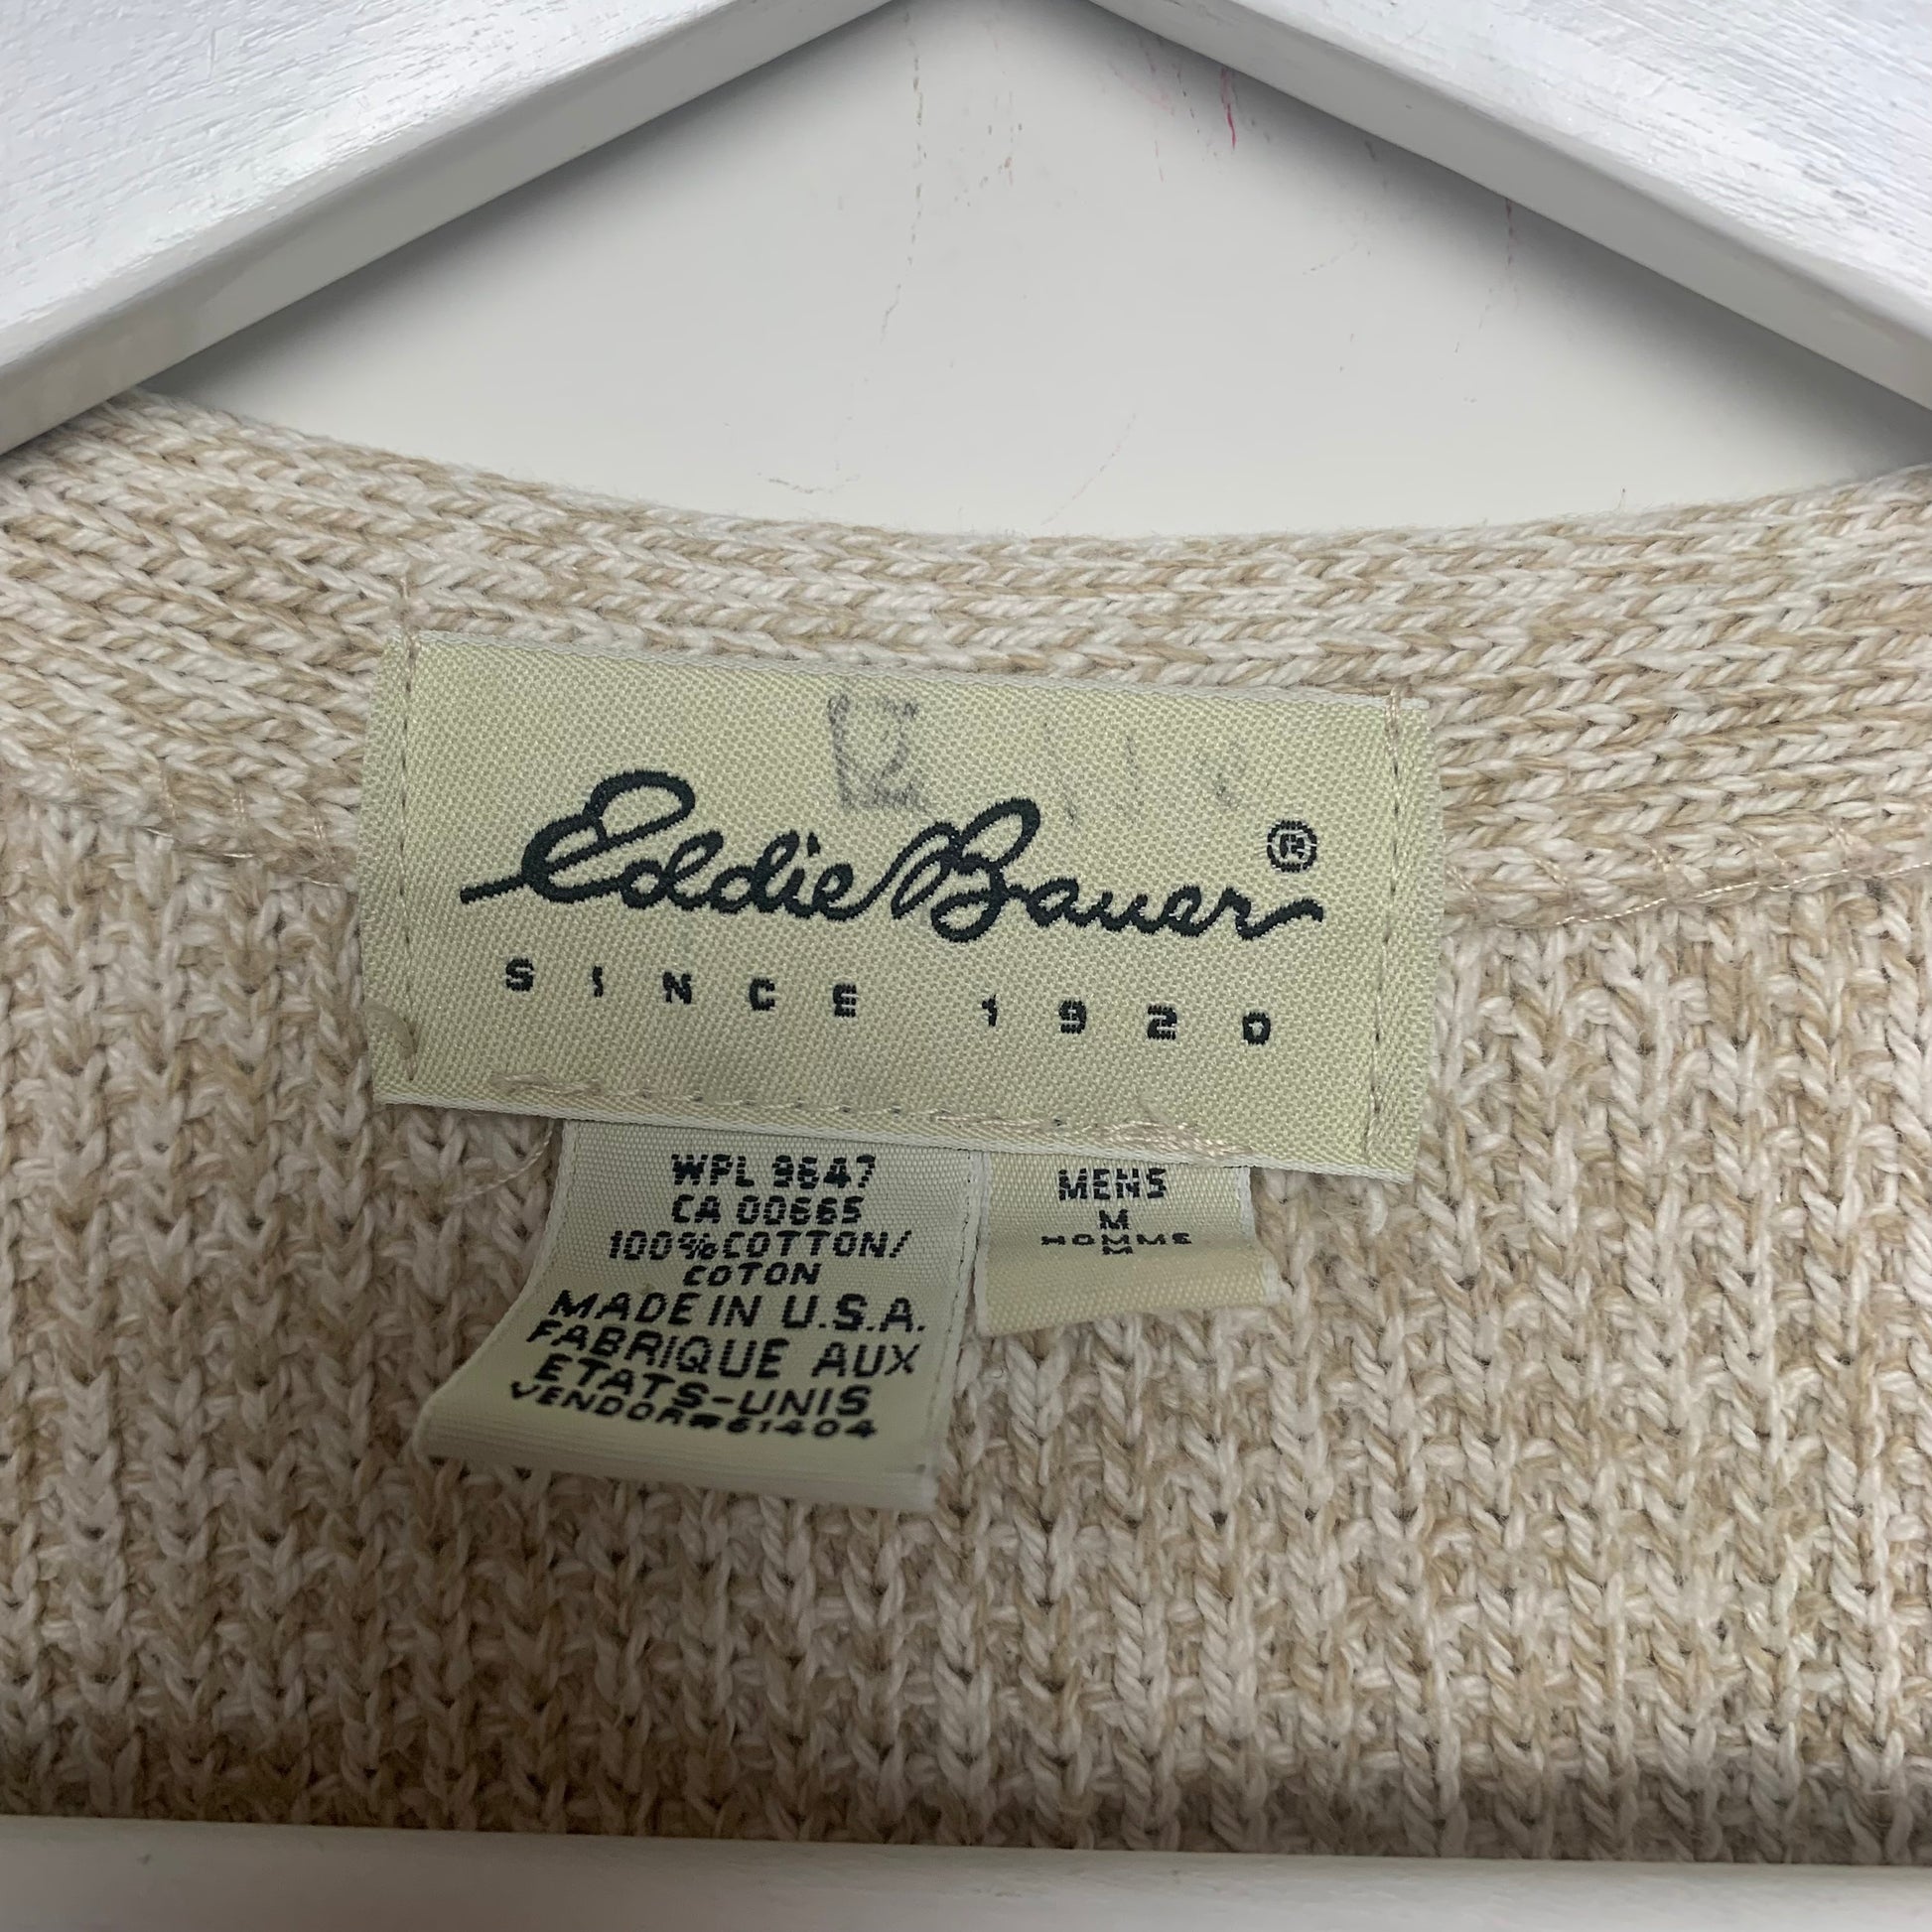 Eddie Bauer®
SINCE 1920
WPL 9647
CA 00665
100% COTTON/
COTON
MADE IN U.S.A.
FABRIQUE AUX
ETATS-UNIS
VENDOR#61404
MENS
M
HOMME
M